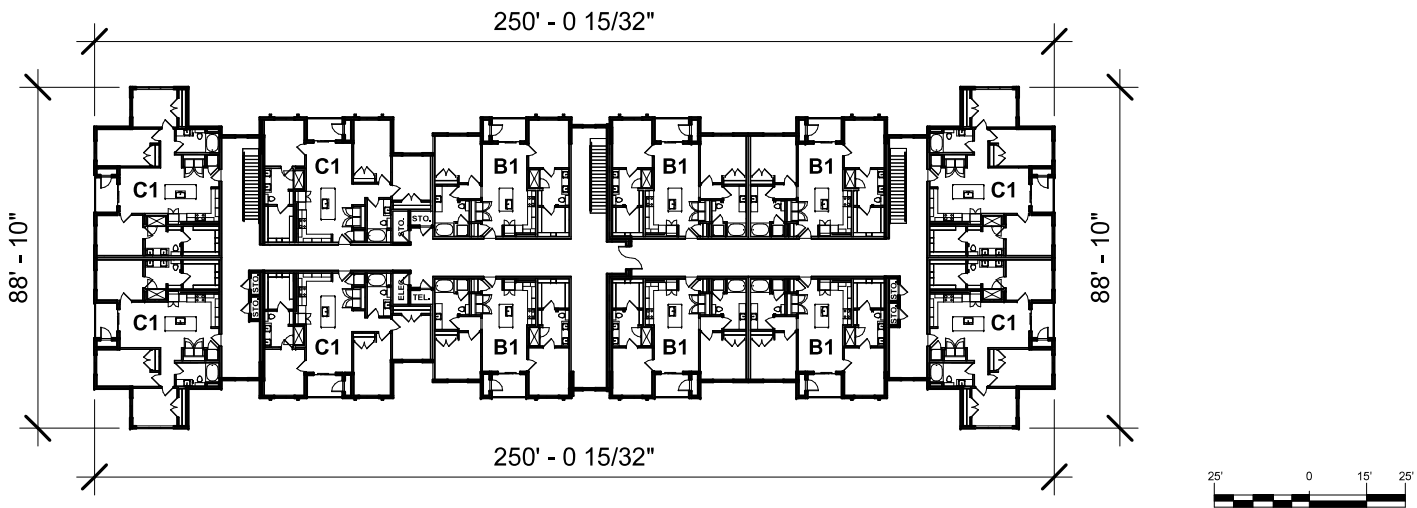 250' - 0 15/32"
88' - 10"
88' - 10"
C1
C1
B1
B1
B1
C1
STO.
STO.
C1
STO.
STO.
C1
ELEC
TEL.
B1
B1
B1
STO.
STO.
C1
250' - 0 15/32"
25'
0
15'
25'